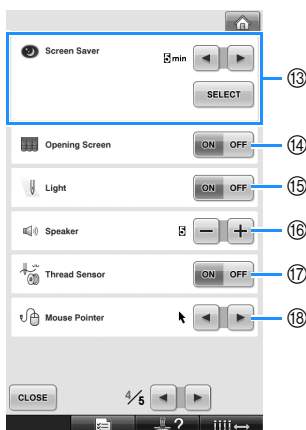 Screen Saver
5 min
SELECT
⑬
Opening Screen
ON OFF
⑭
Light
ON OFF
⑮
Speaker
5
− +
⑯
Thread Sensor
ON OFF
⑰
Mouse Pointer
⑱
CLOSE
4/5
?